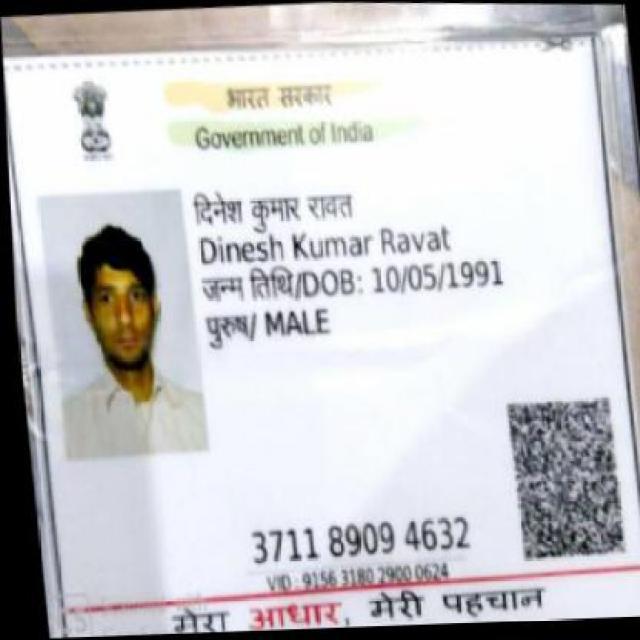 भारत सरकार
Government of India
दिनेश कुमार रावत
Dinesh Kumar Ravat
जन्म तिथि/DOB: 10/05/1991
पुरुष/ MALE
3711 8909 4632
VID : 9156 3180 2900 0624
मेरा आधार, मेरी पहचान